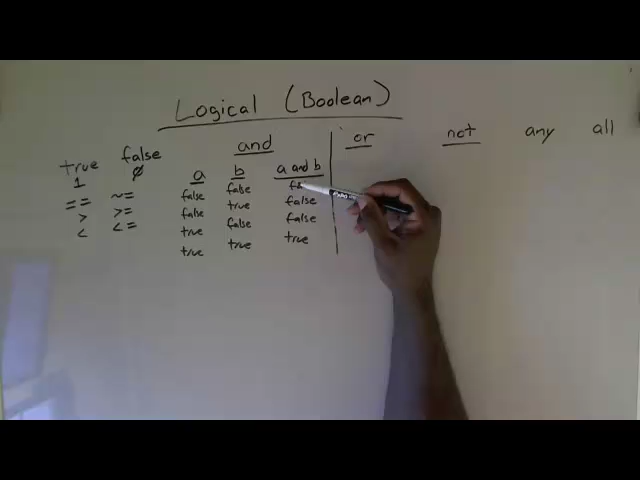 Logical (Boolean)
true false
1 0
== ~=
> >=
< <=
and
a b a and b
false false
false true false
true false false
true true true
or
not
any
all
EXPO